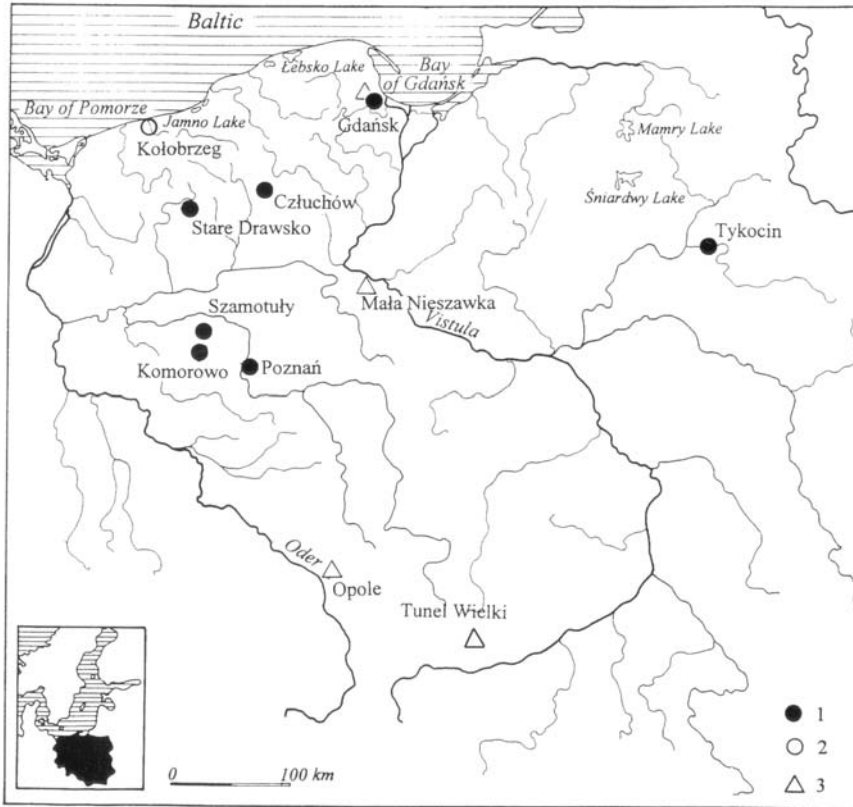 Baltic
Łebsko Lake
Bay
of Gdańsk
Bay of Pomorze
Jamno Lake
Gdańsk
Kołobrzeg
Mamry Lake
Człuchów
Śniardwy Lake
Stare Drawsko
Tykocin
Mała Nieszawka
Szamotuły
Vistula
Komorowo
Poznań
Oder
Opole
Tunel Wielki
1
2
3
0 100 km